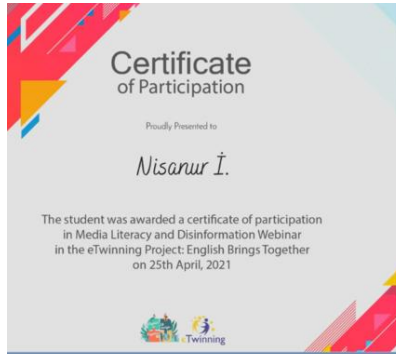 Certificate
of Participation
Proudly Presented to
Nisanur İ.
The student was awarded a certificate of participation
in Media Literacy and Disinformation Webinar
in the eTwinning Project: English Brings Together
on 25th April, 2021
eTwinning